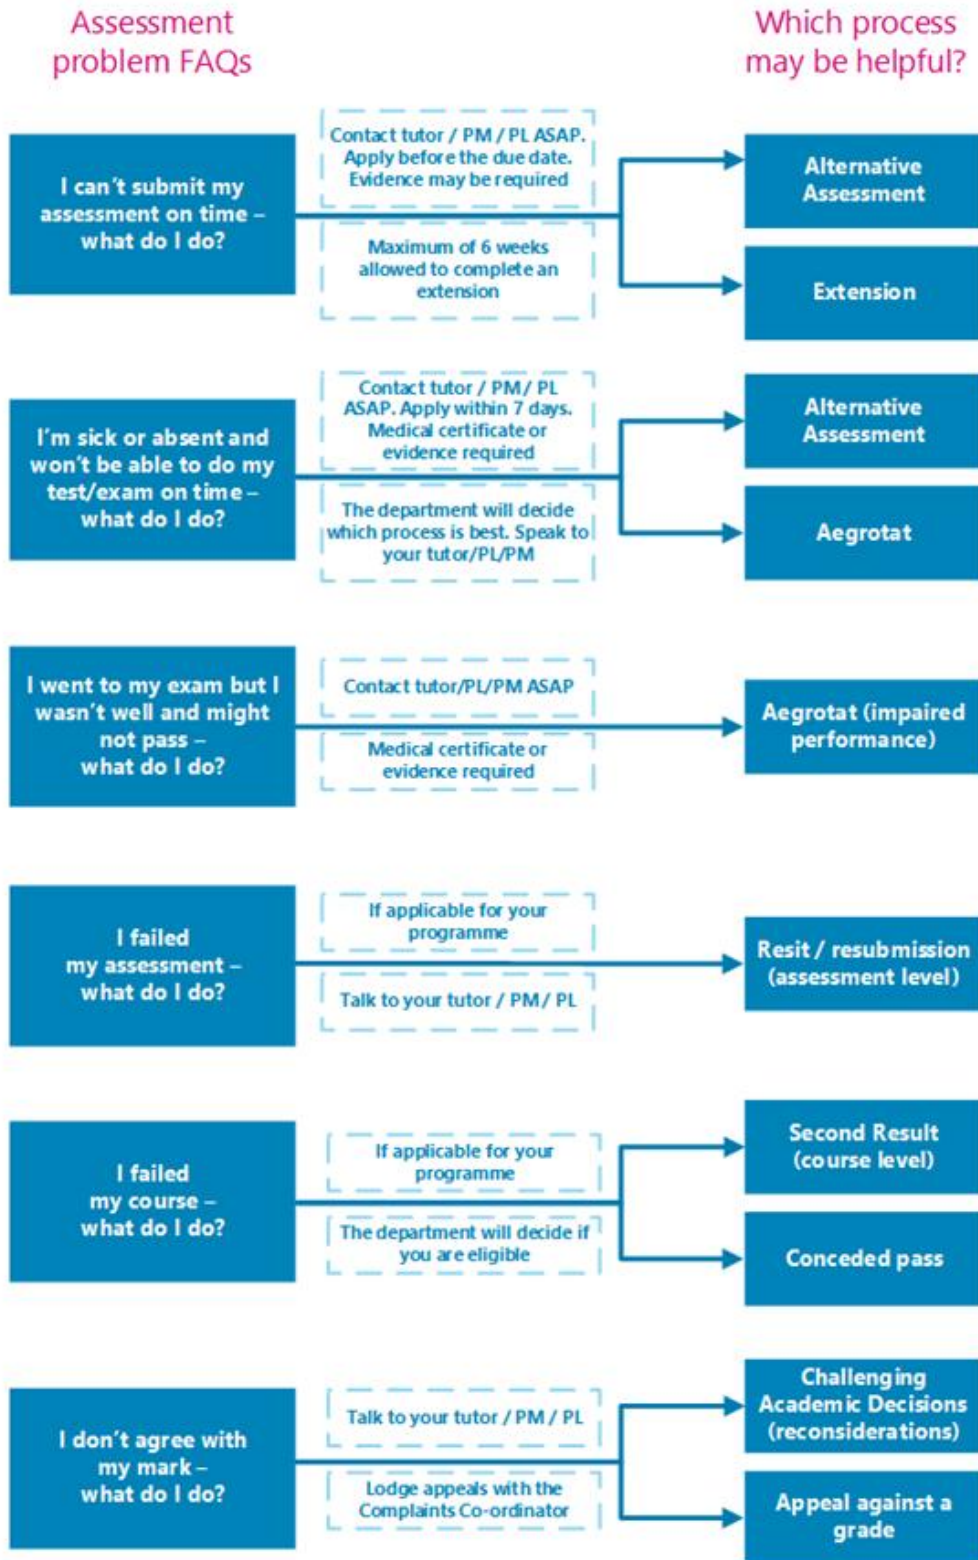 Assessment
problem FAQs
Which process
may be helpful?
I can't submit my
assessment on time –
what do I do?
Contact tutor / PM / PL ASAP.
Apply before the due date.
Evidence may be required
Maximum of 6 weeks
allowed to complete an
extension
Alternative
Assessment
Extension
I'm sick or absent and
won't be able to do my
test/exam on time –
what do I do?
Contact tutor / PM / PL
ASAP. Apply within 7 days.
Medical certificate or
evidence required
The department will decide
which process is best. Speak to
your tutor/PL/PM
Alternative
Assessment
Aegrotat
I went to my exam but I
wasn't well and might
not pass –
what do I do?
Contact tutor/PL/PM ASAP
Medical certificate or
evidence required
Aegrotat (impaired
performance)
I failed
my assessment –
what do I do?
If applicable for your
programme
Talk to your tutor / PM / PL
Resit / resubmission
(assessment level)
I failed
my course –
what do I do?
If applicable for your
programme
The department will decide if
you are eligible
Second Result
(course level)
Conceded pass
I don't agree with
my mark –
what do I do?
Talk to your tutor / PM / PL
Lodge appeals with the
Complaints Co-ordinator
Challenging
Academic Decisions
(reconsiderations)
Appeal against a
grade